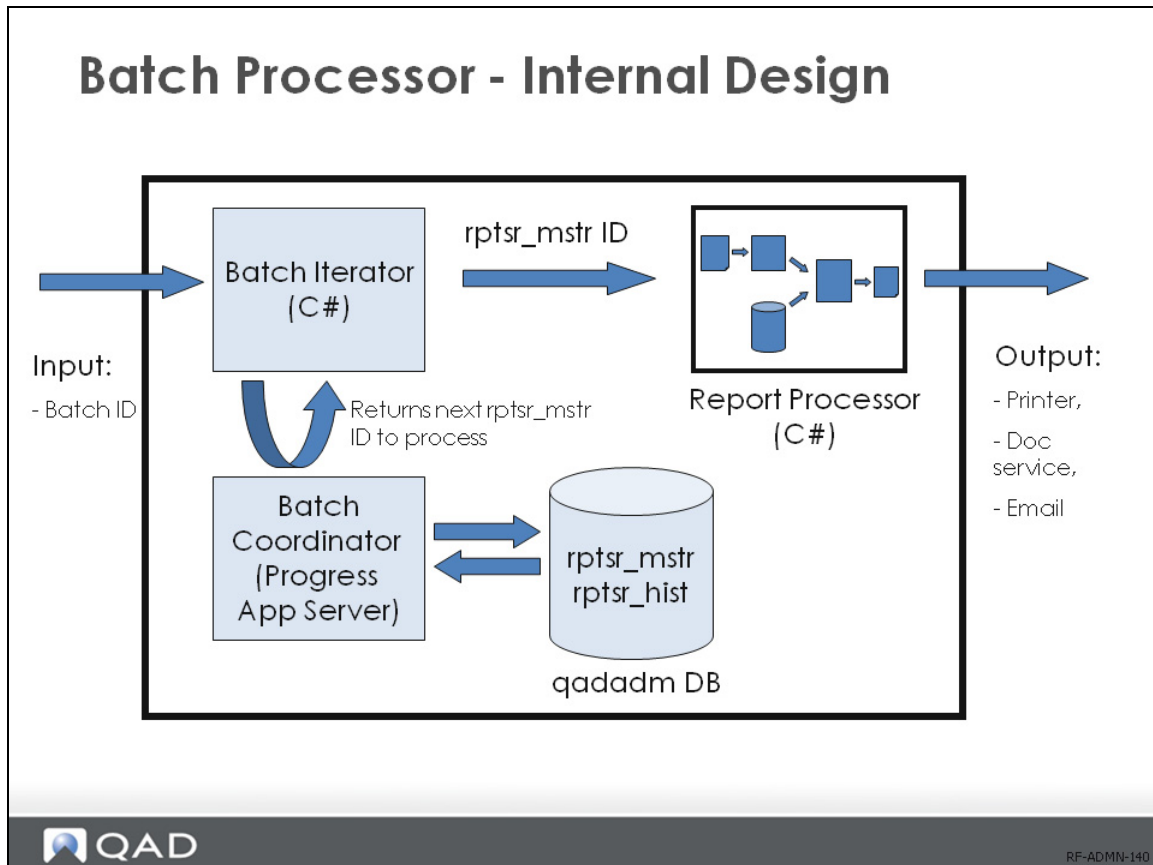 Batch Processor - Internal Design
Input:
- Batch ID
Batch Iterator
(C#)
rptsr_mstr ID
Returns next rptsr_mstr
ID to process
Batch
Coordinator
(Progress
App Server)
rptsr_mstr
rptsr_hist
qadadm DB
Report Processor
(C#)
Output:
- Printer,
- Doc
service,
- Email
QAD
RF-ADMN-140